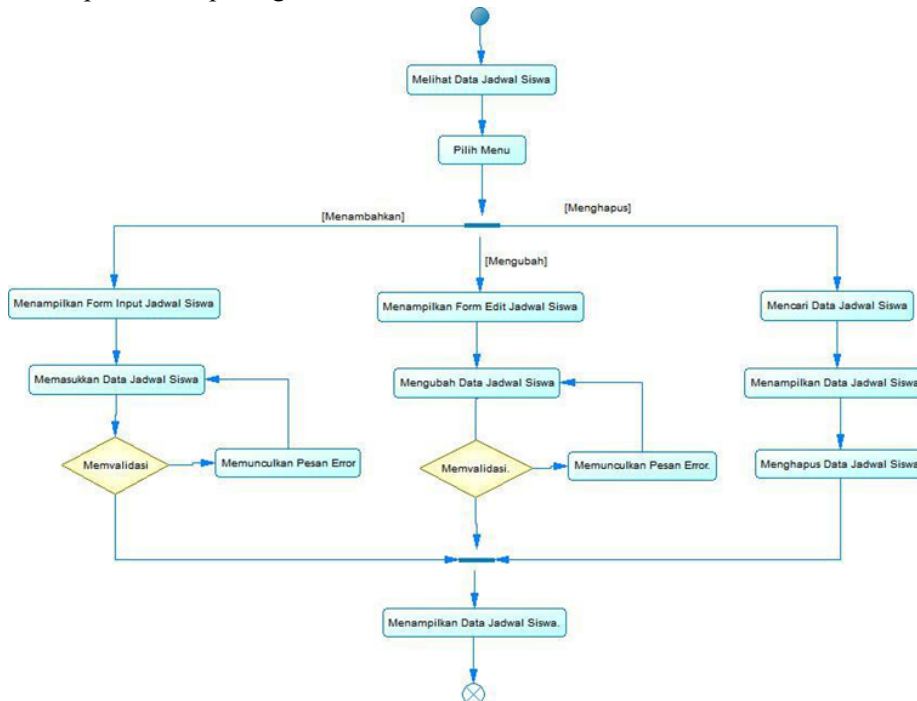 Melihat Data Jadwal Siswa
Pilih Menu
[Menambahkan]
[Menghapus]
[Mengubah]
Menampilkan Form Input Jadwal Siswa
Menampilkan Form Edit Jadwal Siswa
Mencari Data Jadwal Siswa
Memasukkan Data Jadwal Siswa
Mengubah Data Jadwal Siswa
Menampilkan Data Jadwal Siswa
Memvalidasi
Memunculkan Pesan Error
Memvalidasi.
Memunculkan Pesan Error.
Menghapus Data Jadwal Siswa
Menampilkan Data Jadwal Siswa.